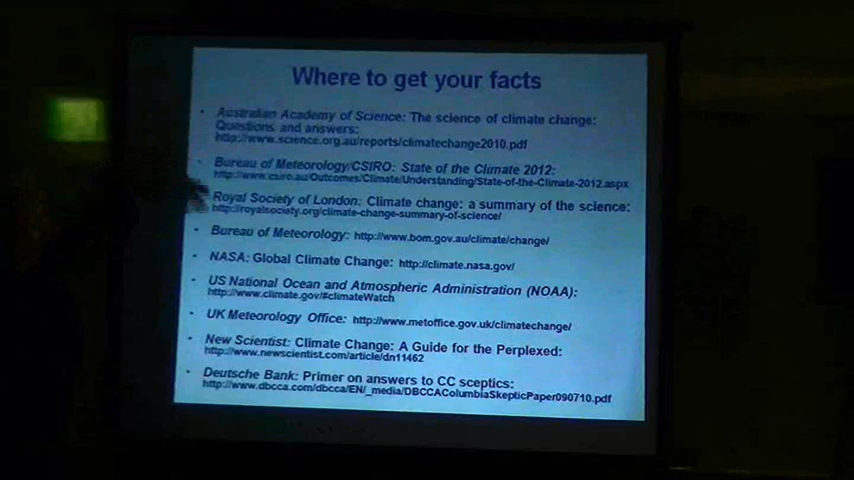 Where to get your facts
• Australian Academy of Science: The science of climate change:
Questions and answers:
http://www.science.org.au/reports/climatechange2010.pdf
• Bureau of Meteorology/CSIRO: State of the Climate 2012:
http://www.csiro.au/Outcomes/Climate/Understanding/State-of-the-Climate-2012.aspx
• Royal Society of London: Climate change: a summary of the science:
http://royalsociety.org/climate-change-summary-of-science/
• Bureau of Meteorology: http://www.bom.gov.au/climate/change/
• NASA: Global Climate Change: http://climate.nasa.gov/
• US National Ocean and Atmospheric Administration (NOAA):
http://www.climate.gov/#climateWatch
• UK Meteorology Office: http://www.metoffice.gov.uk/climatechange/
• New Scientist: Climate Change: A Guide for the Perplexed:
http://www.newscientist.com/article/dn11462
• Deutsche Bank: Primer on answers to CC sceptics:
http://www.dbcca.com/dbcca/EN/_media/DBCCAColumbiaSkepticPaper090710.pdf